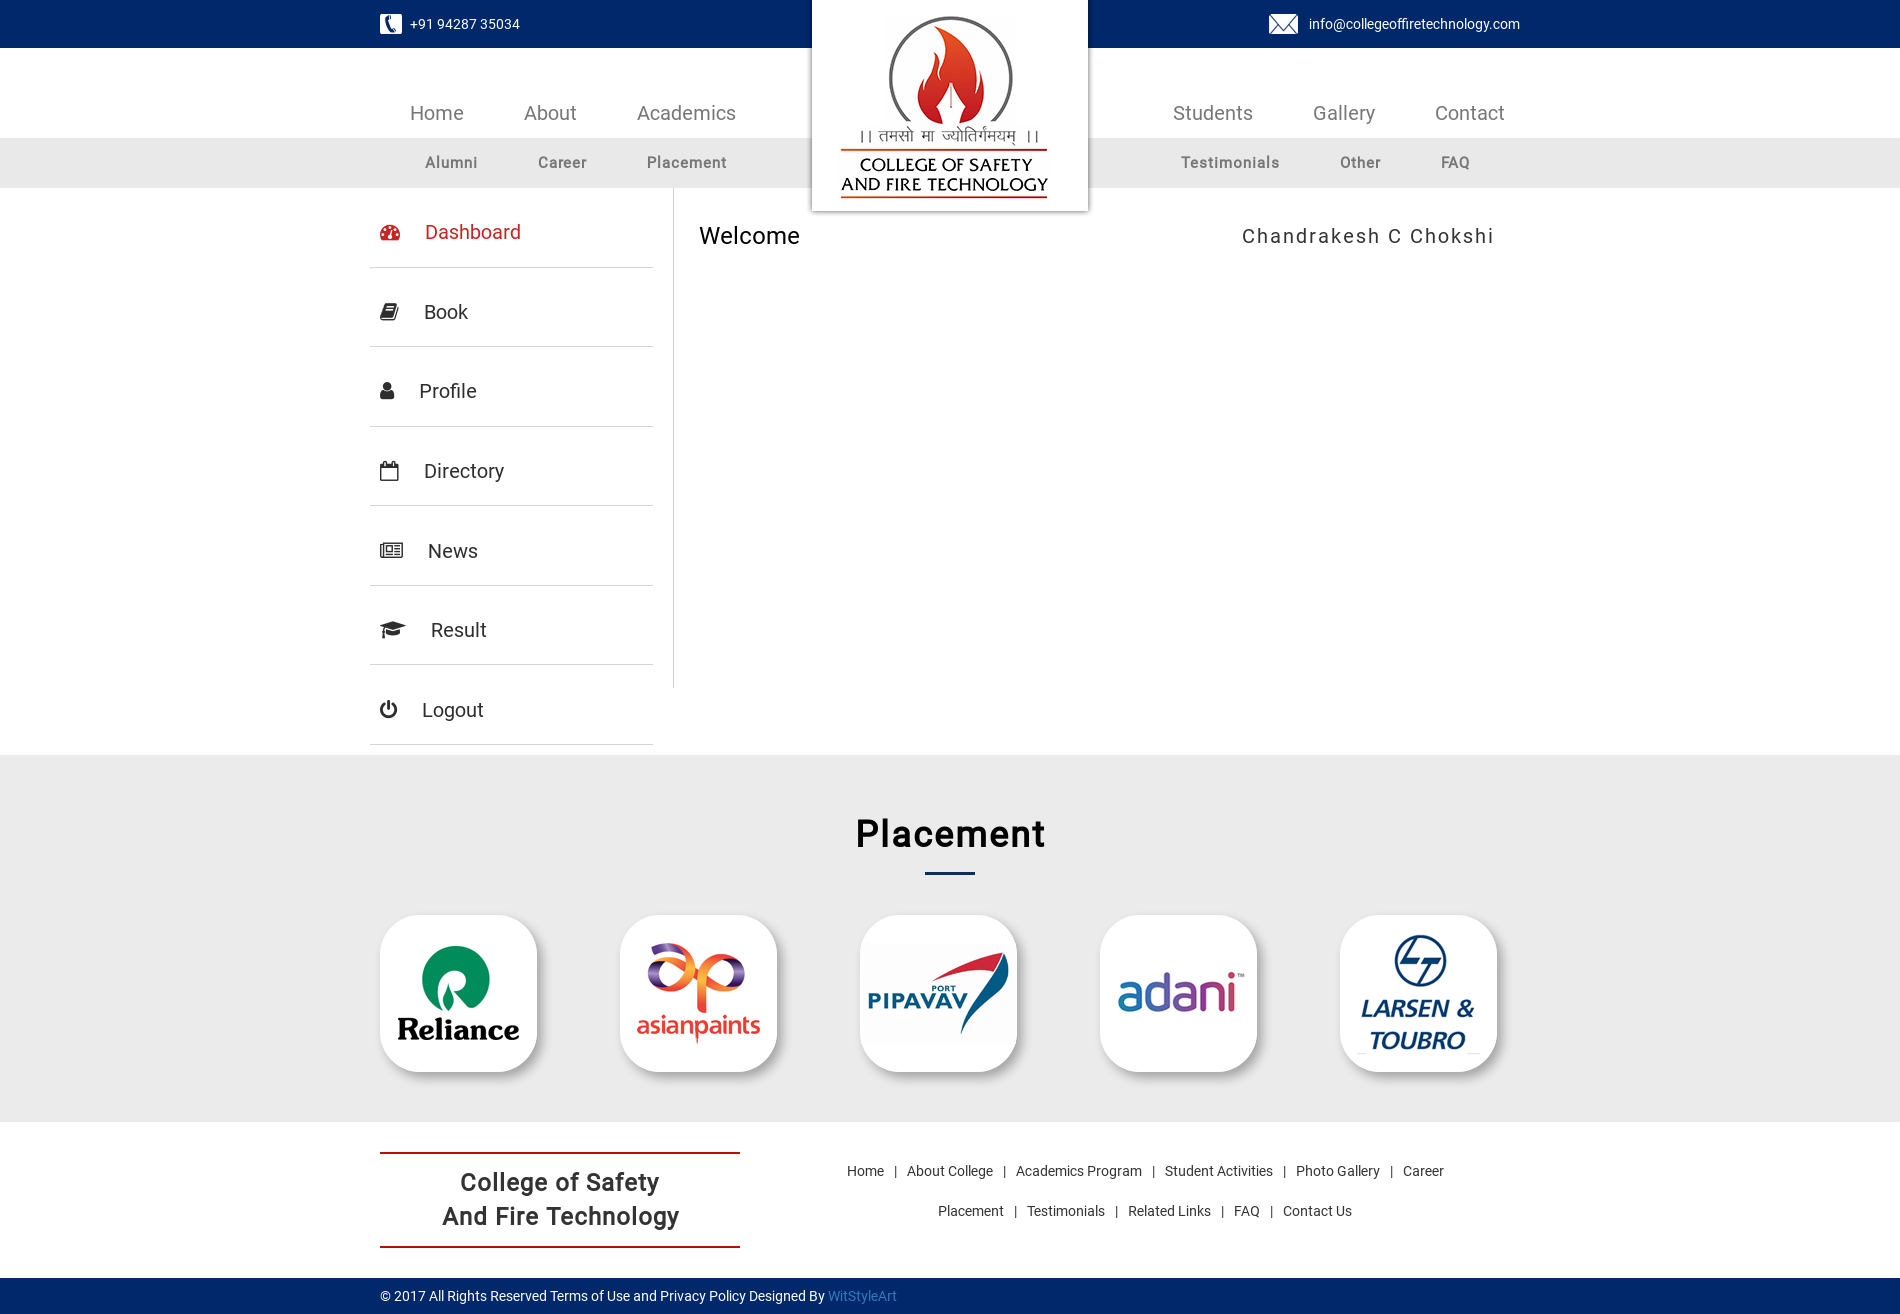 +91 94287 35034
info@collegeoffiretechnology.com
Home About Academics
Students Gallery Contact
।। तमसो मा ज्योतिर्गमयम् ।।
COLLEGE OF SAFETY
AND FIRE TECHNOLOGY
Alumni Career Placement
Testimonials Other FAQ
Dashboard
Book
Profile
Directory
News
Result
Logout
Welcome
Chandrakesh C Chokshi
Placement
Reliance
ap
asianpaints
PORT
PIPAVAV
adani™
LT
LARSEN &
TOUBRO
College of Safety
And Fire Technology
Home | About College | Academics Program | Student Activities | Photo Gallery | Career
Placement | Testimonials | Related Links | FAQ | Contact Us
© 2017 All Rights Reserved Terms of Use and Privacy Policy Designed By WitStyleArt